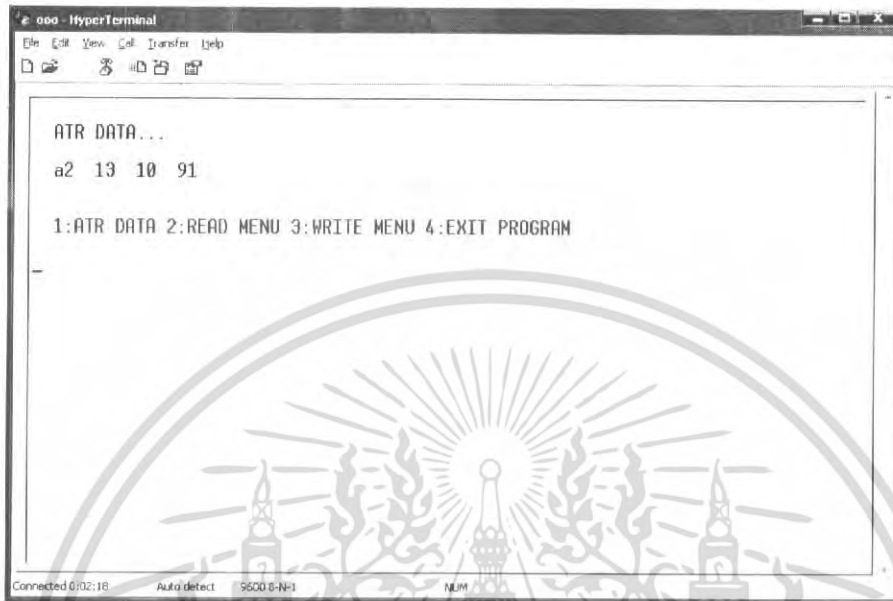 ooo - HyperTerminal
File Edit View Call Transfer Help
ATR DATA...
a2 13 10 91
1:ATR DATA 2:READ MENU 3:WRITE MENU 4:EXIT PROGRAM
Connected 0:02:18 Auto detect 9600 8-N-1 NUM